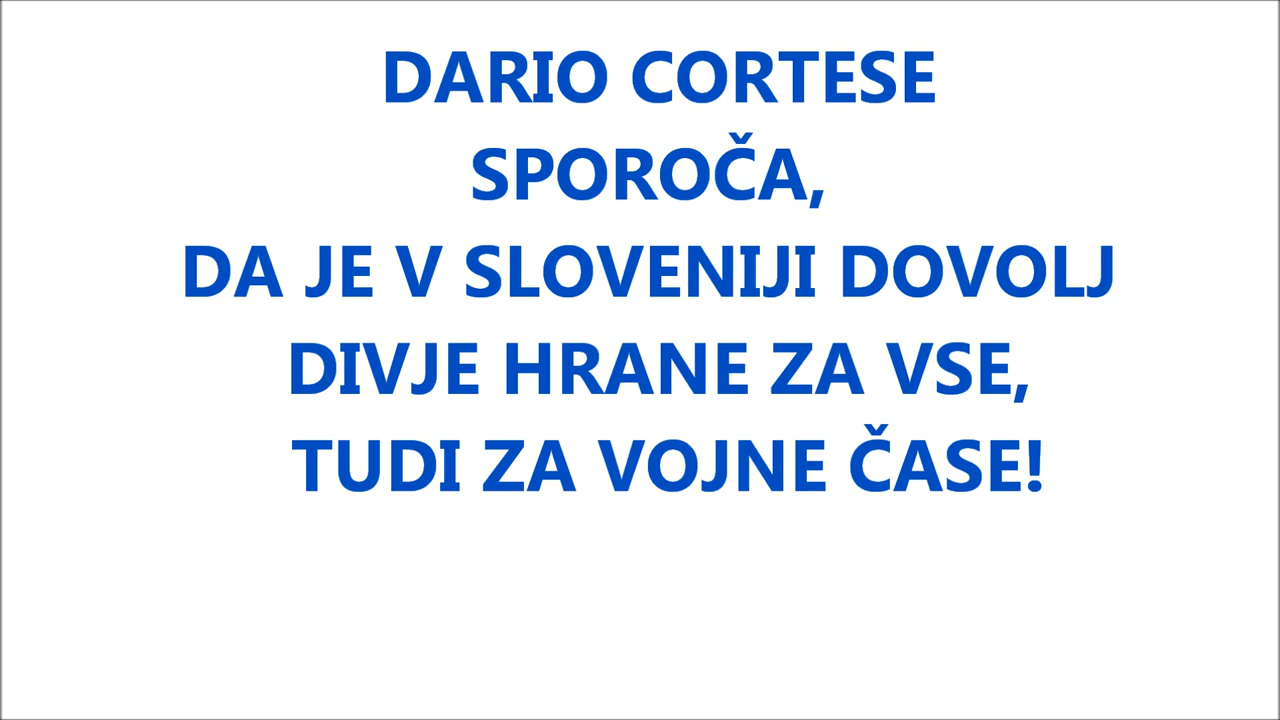 DARIO CORTESE
SPOROČA,
DA JE V SLOVENIJI DOVOLJ
DIVJE HRANE ZA VSE,
TUDI ZA VOJNE ČASE!